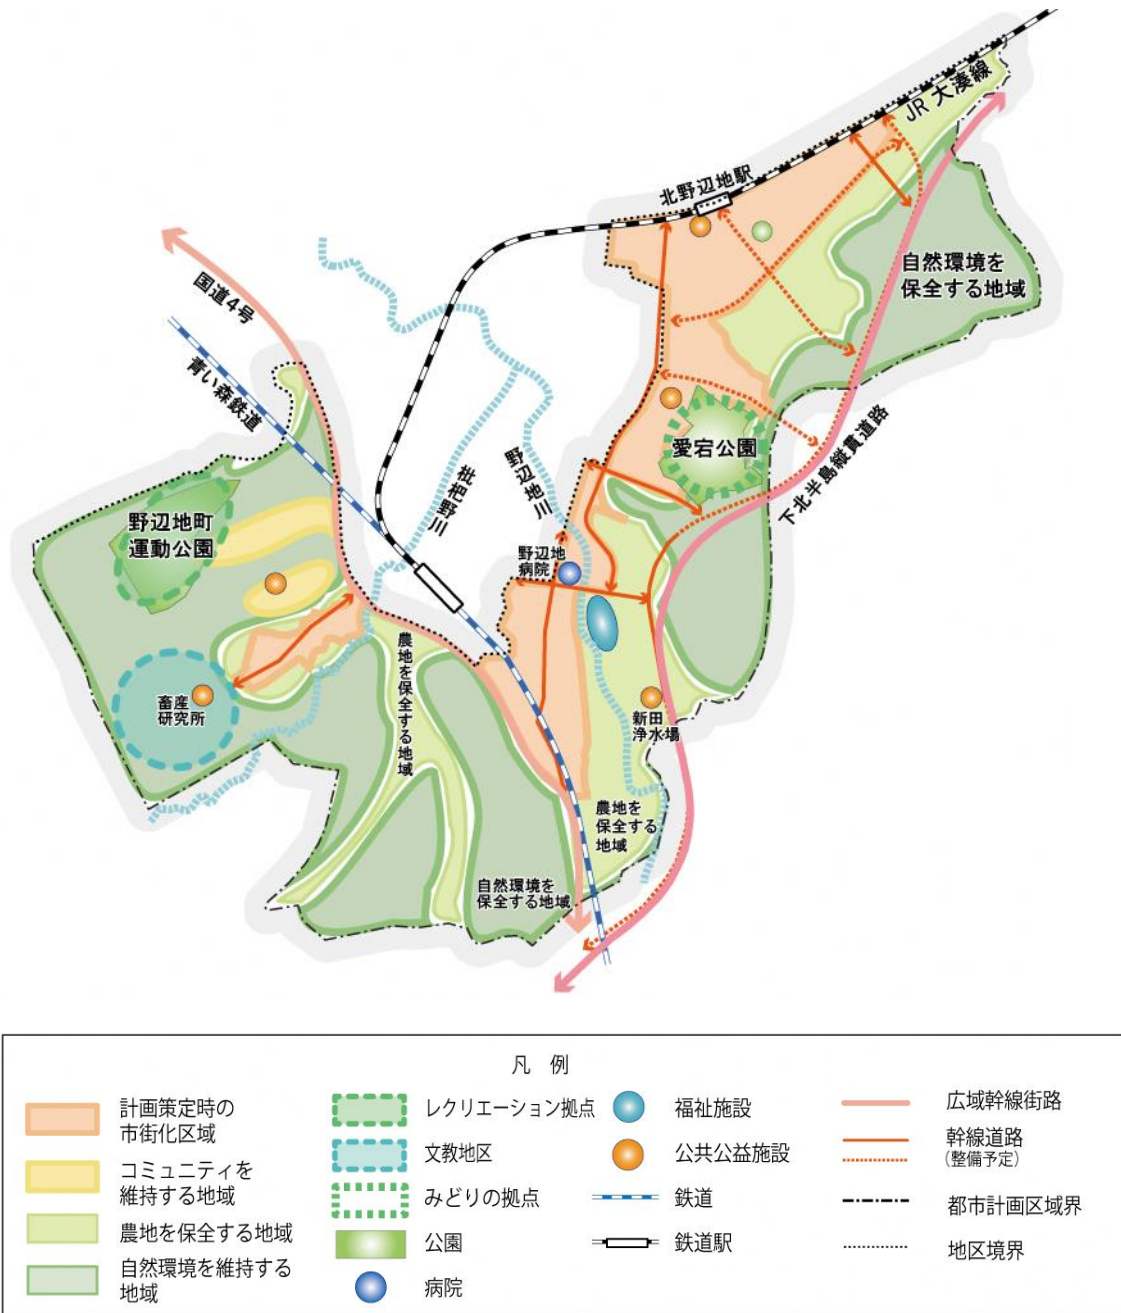 JR 大湊線
北野辺地駅
自然環境を
保全する地域
国道4号
青い森鉄道
愛宕公園
下北半島縦貫道路
枇杷野川
野辺地川
野辺地町
運動公園
野辺地
病院
農地を保全する地域
畜産
研究所
新田
浄水場
農地を
保全する
地域
自然環境を
保全する地域
凡 例
計画策定時の
市街化区域
コミュニティを
維持する地域
農地を保全する地域
自然環境を維持する
地域
レクリエーション拠点
文教地区
みどりの拠点
公園
病院
福祉施設
公共公益施設
鉄道
鉄道駅
広域幹線街路
幹線道路
(整備予定)
都市計画区域界
地区境界